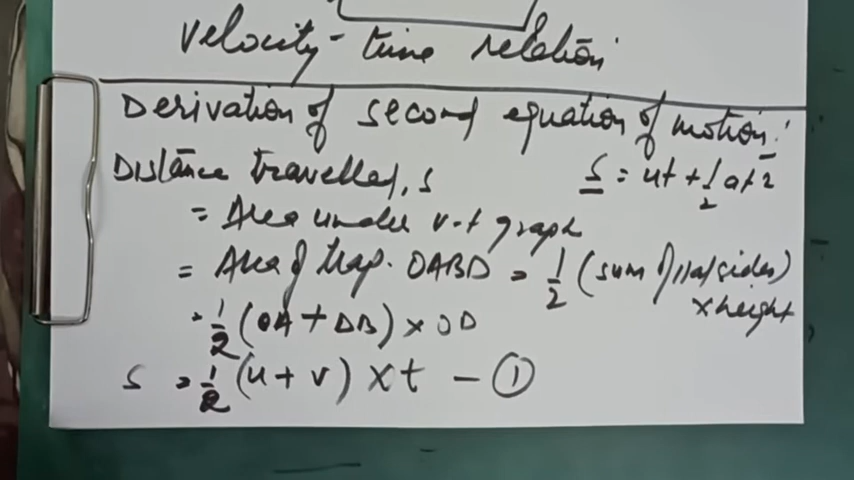 velocity-time relation
Derivation of second equation of motion:
Distance travelled, s
s = ut + 1/2 at2
= Area under v-t graph
= Area of trap. OABD = 1/2 (sum of //al sides) x height
= 1/2 (OA + DB) x OD
s = 1/2 (u + v) x t - ①